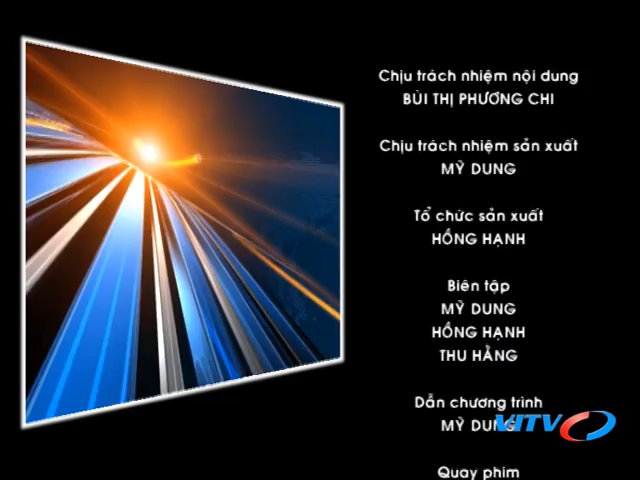 Chịu trách nhiệm nội dung
BÙI THỊ PHƯƠNG CHI
Chịu trách nhiệm sản xuất
MỸ DUNG
Tổ chức sản xuất
HỒNG HẠNH
Biên tập
MỸ DUNG
HỒNG HẠNH
THU HẰNG
Dẫn chương trình
MỸ DUNG
VITV
Quay phim